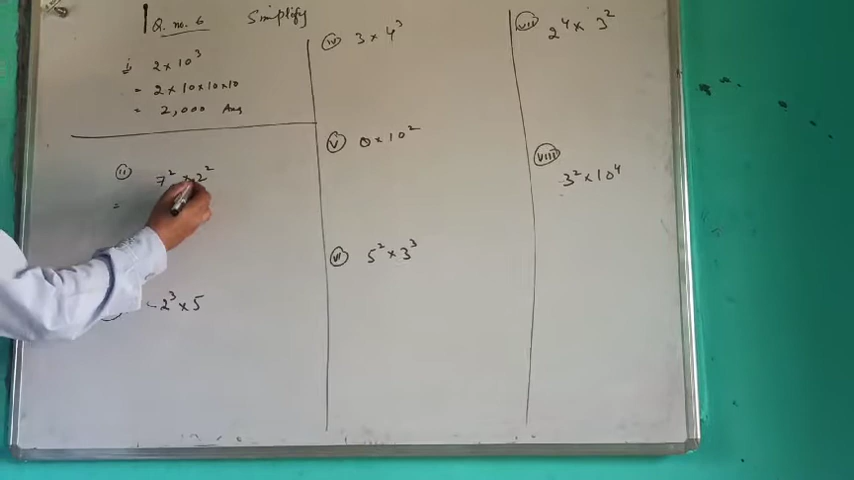 Q. no. 6 Simplify
i 2 × 10³
= 2 × 10 × 10 × 10
= 2,000 Ans
ii 7² × 2²
=
- 2³ × 5
iv 3 × 4³
v 0 × 10²
vi 5² × 3³
vii 2⁴ × 3²
viii 3² × 10⁴